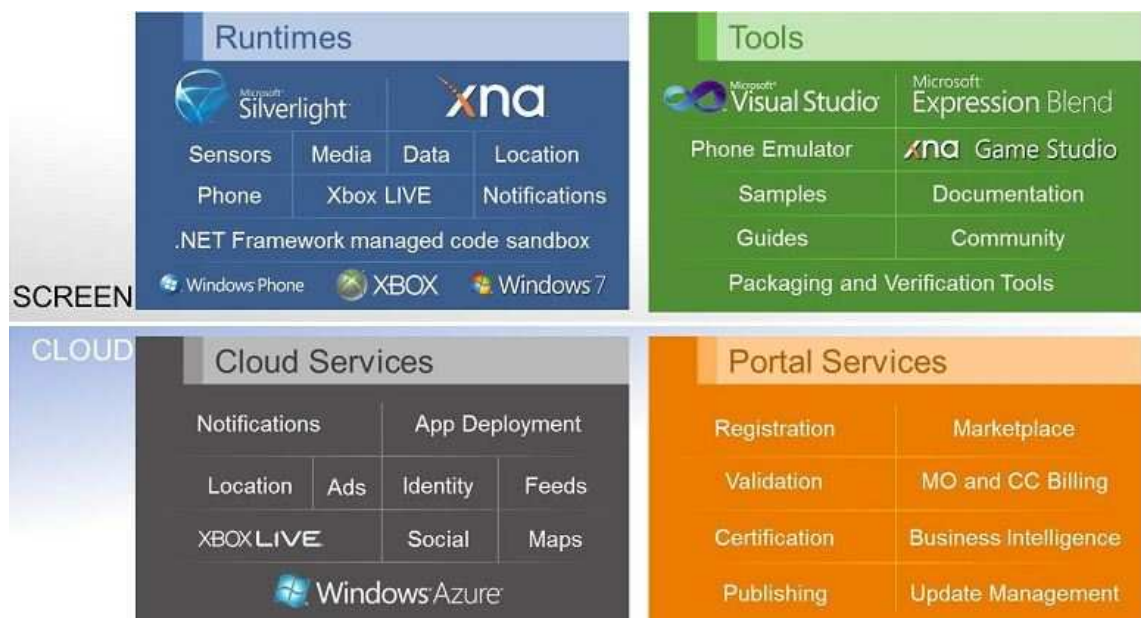 Runtimes
Microsoft Silverlight xna
Sensors Media Data Location
Phone Xbox LIVE Notifications
.NET Framework managed code sandbox
Windows Phone XBOX Windows 7
SCREEN
Tools
Microsoft Visual Studio Microsoft Expression Blend
Phone Emulator xna Game Studio
Samples Documentation
Guides Community
Packaging and Verification Tools
CLOUD
Cloud Services
Notifications App Deployment
Location Ads Identity Feeds
XBOX LIVE Social Maps
Windows Azure
Portal Services
Registration Marketplace
Validation MO and CC Billing
Certification Business Intelligence
Publishing Update Management